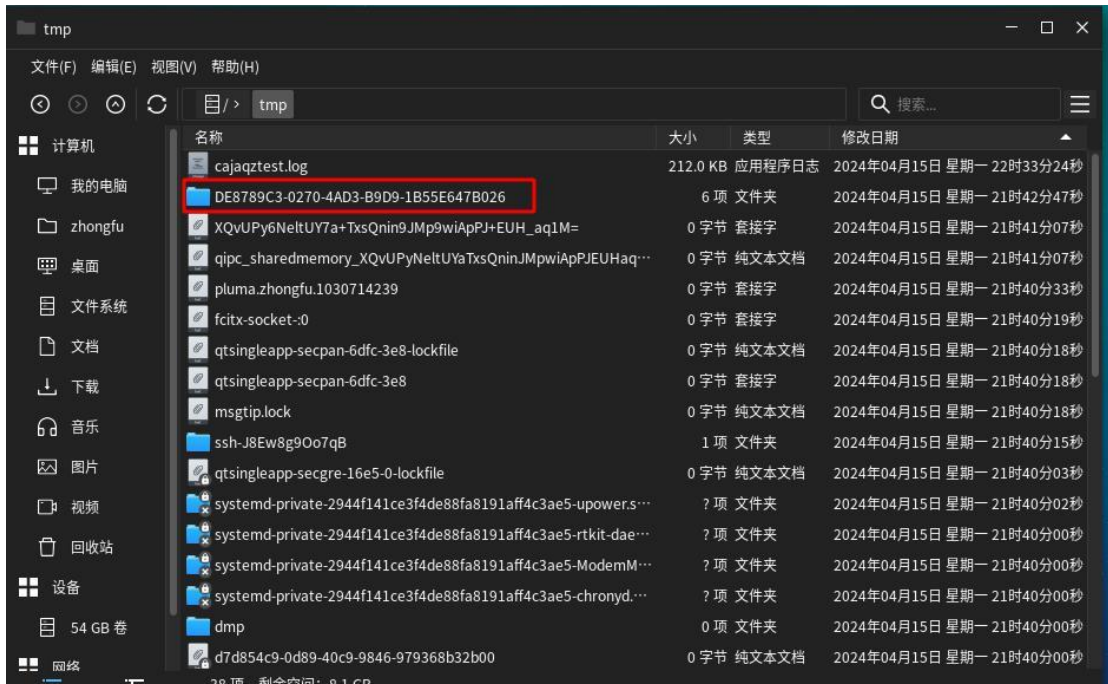 tmp
文件(F) 编辑(E) 视图(V) 帮助(H)
/ > tmp
搜索...
名称 大小 类型 修改日期
计算机
我的电脑
zhongfu
桌面
文件系统
文档
下载
音乐
图片
视频
回收站
设备
54 GB 卷
网络
cajaqztest.log 212.0 KB 应用程序日志 2024年04月15日 星期一 22时33分24秒
DE8789C3-0270-4AD3-B9D9-1B55E647B026 6 项 文件夹 2024年04月15日 星期一 21时42分47秒
XQvUPy6NeltUY7a+TxsQnin9JMp9wiApPJ+EUH_aq1M= 0 字节 套接字 2024年04月15日 星期一 21时41分07秒
qipc_sharedmemory_XQvUPyNeltUYaTxsQninJMpwiApPJEUHaq… 0 字节 纯文本文档 2024年04月15日 星期一 21时41分07秒
pluma.zhongfu.1030714239 0 字节 套接字 2024年04月15日 星期一 21时40分33秒
fcitx-socket-:0 0 字节 套接字 2024年04月15日 星期一 21时40分19秒
qtsingleapp-secpan-6dfc-3e8-lockfile 0 字节 纯文本文档 2024年04月15日 星期一 21时40分18秒
qtsingleapp-secpan-6dfc-3e8 0 字节 套接字 2024年04月15日 星期一 21时40分18秒
msgtip.lock 0 字节 纯文本文档 2024年04月15日 星期一 21时40分18秒
ssh-J8Ew8g9Oo7qB 1 项 文件夹 2024年04月15日 星期一 21时40分15秒
qtsingleapp-secgre-16e5-0-lockfile 0 字节 纯文本文档 2024年04月15日 星期一 21时40分03秒
systemd-private-2944f141ce3f4de88fa8191aff4c3ae5-upower.s… ? 项 文件夹 2024年04月15日 星期一 21时40分02秒
systemd-private-2944f141ce3f4de88fa8191aff4c3ae5-rtkit-dae… ? 项 文件夹 2024年04月15日 星期一 21时40分00秒
systemd-private-2944f141ce3f4de88fa8191aff4c3ae5-ModemM… ? 项 文件夹 2024年04月15日 星期一 21时40分00秒
systemd-private-2944f141ce3f4de88fa8191aff4c3ae5-chronyd.… ? 项 文件夹 2024年04月15日 星期一 21时40分00秒
dmp 0 项 文件夹 2024年04月15日 星期一 21时40分00秒
d7d854c9-0d89-40c9-9846-979368b32b00 0 字节 纯文本文档 2024年04月15日 星期一 21时40分00秒
38 项, 剩余空间: 9.1 GB